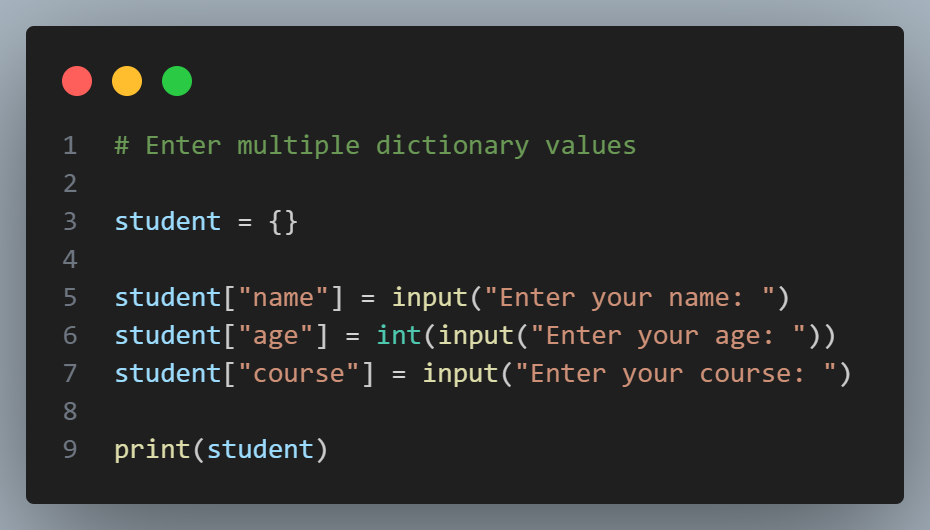 1 # Enter multiple dictionary values
2
3 student = {}
4
5 student["name"] = input("Enter your name: ")
6 student["age"] = int(input("Enter your age: "))
7 student["course"] = input("Enter your course: ")
8
9 print(student)